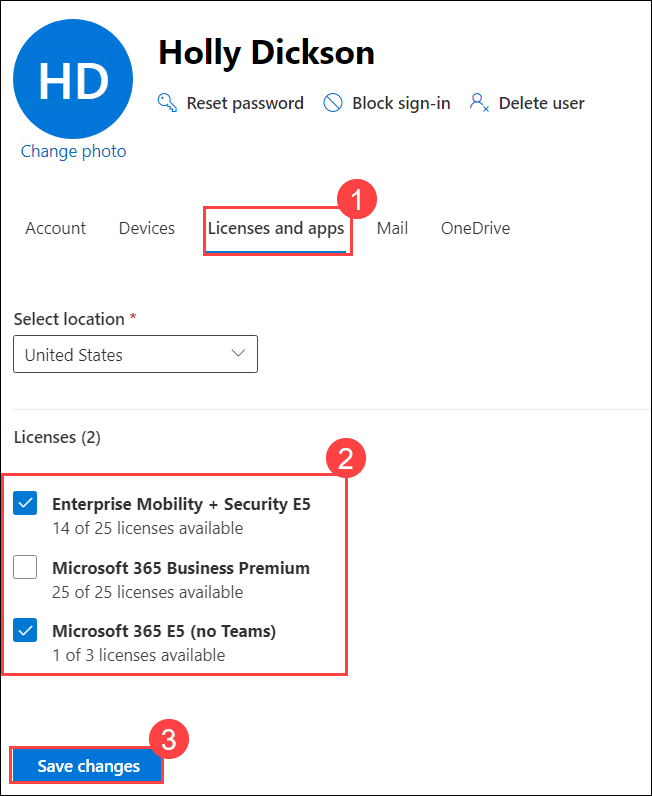 HD
Holly Dickson
Reset password Block sign-in Delete user
Change photo
1
Account Devices Licenses and apps Mail OneDrive
Select location *
United States
Licenses (2)
2
Enterprise Mobility + Security E5
14 of 25 licenses available
Microsoft 365 Business Premium
25 of 25 licenses available
Microsoft 365 E5 (no Teams)
1 of 3 licenses available
3
Save changes